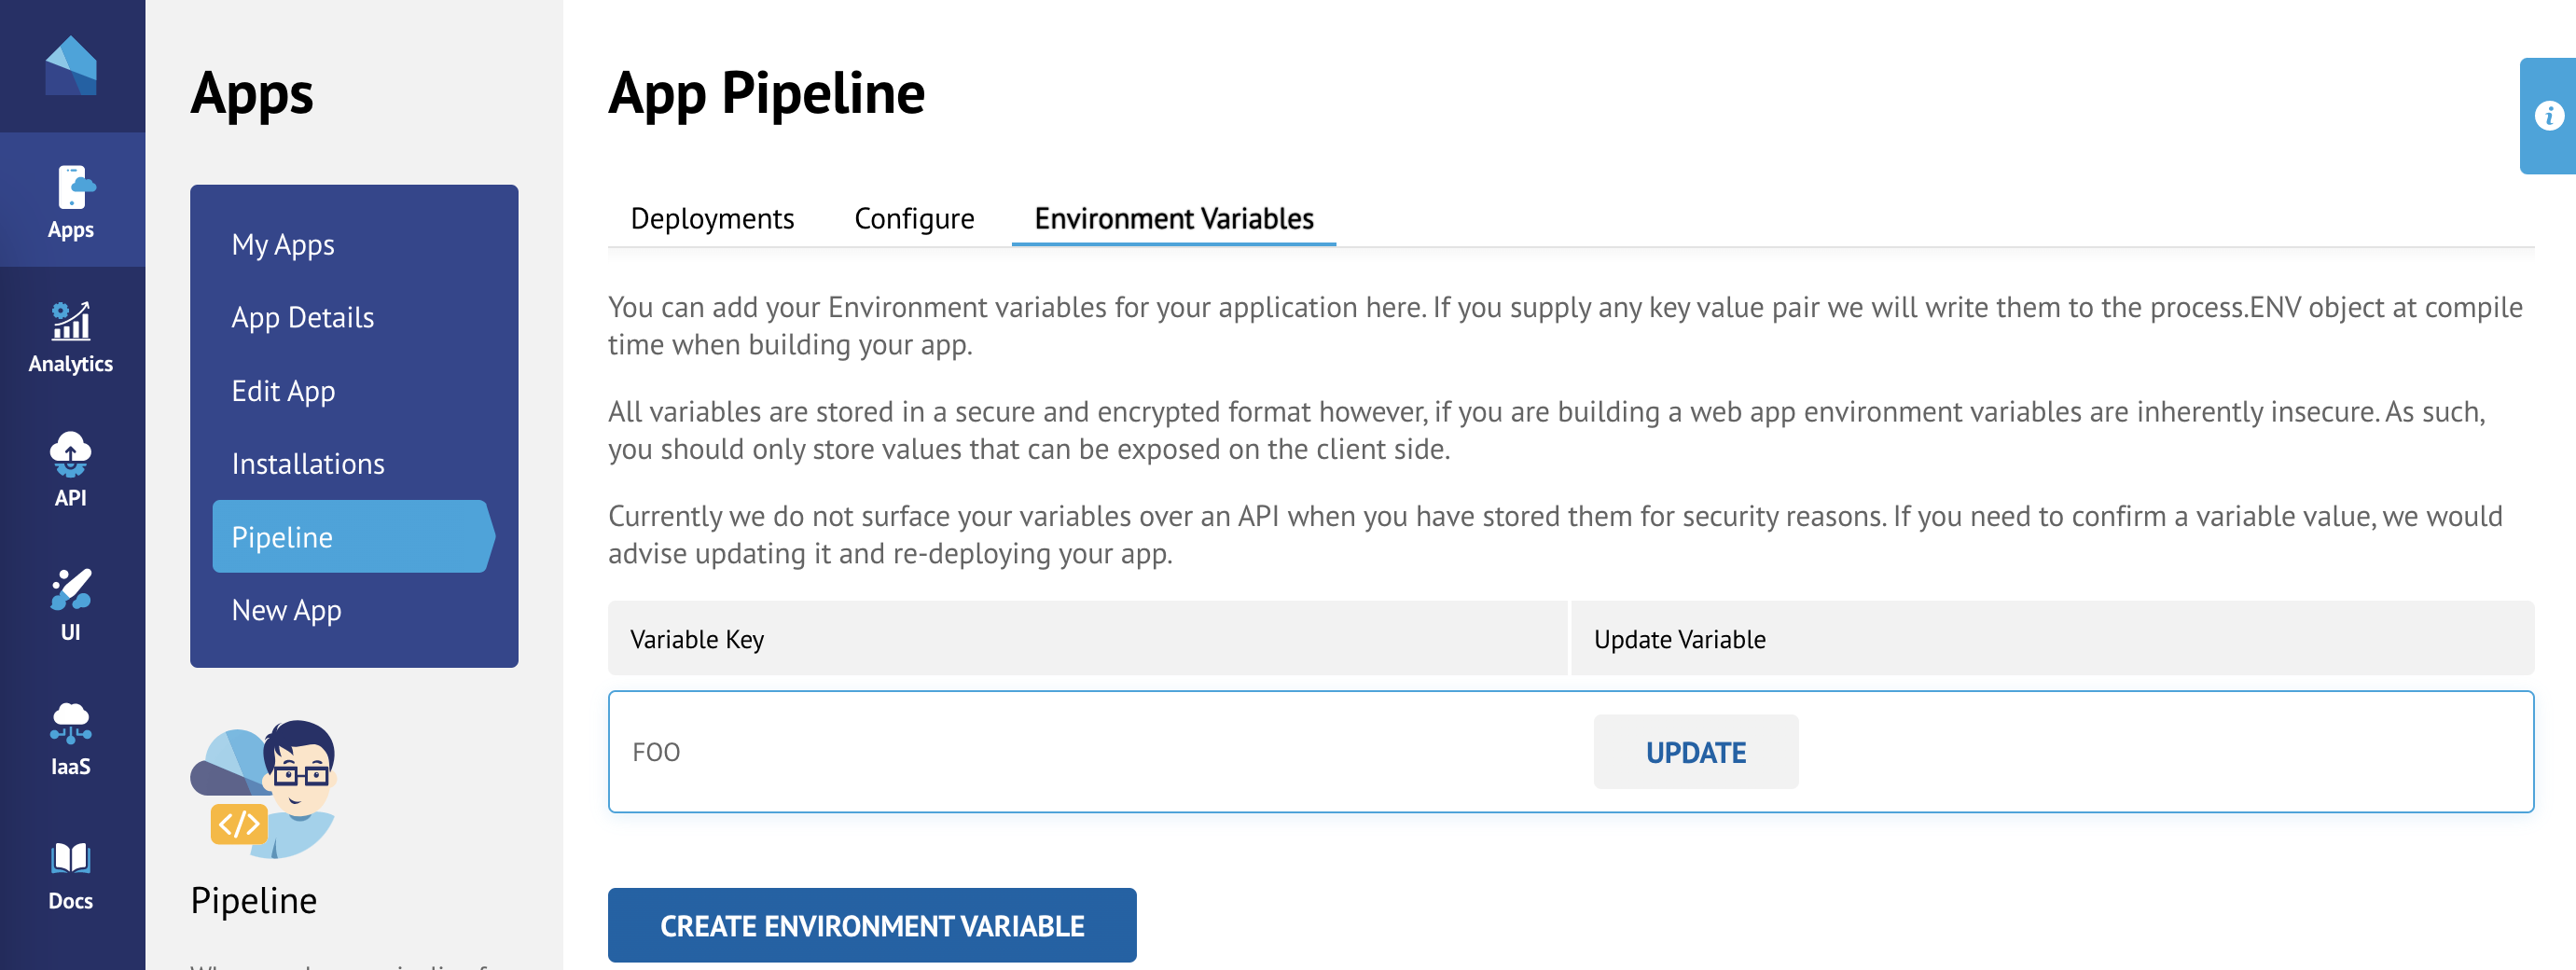 Apps
Analytics
API
UI
IaaS
Docs
Apps
My Apps
App Details
Edit App
Installations
Pipeline
New App
</>
Pipeline
App Pipeline
i
Deployments
Configure
Environment Variables
You can add your Environment variables for your application here. If you supply any key value pair we will write them to the process.ENV object at compile
time when building your app.
All variables are stored in a secure and encrypted format however, if you are building a web app environment variables are inherently insecure. As such,
you should only store values that can be exposed on the client side.
Currently we do not surface your variables over an API when you have stored them for security reasons. If you need to confirm a variable value, we would
advise updating it and re-deploying your app.
Variable Key
Update Variable
FOO
UPDATE
CREATE ENVIRONMENT VARIABLE